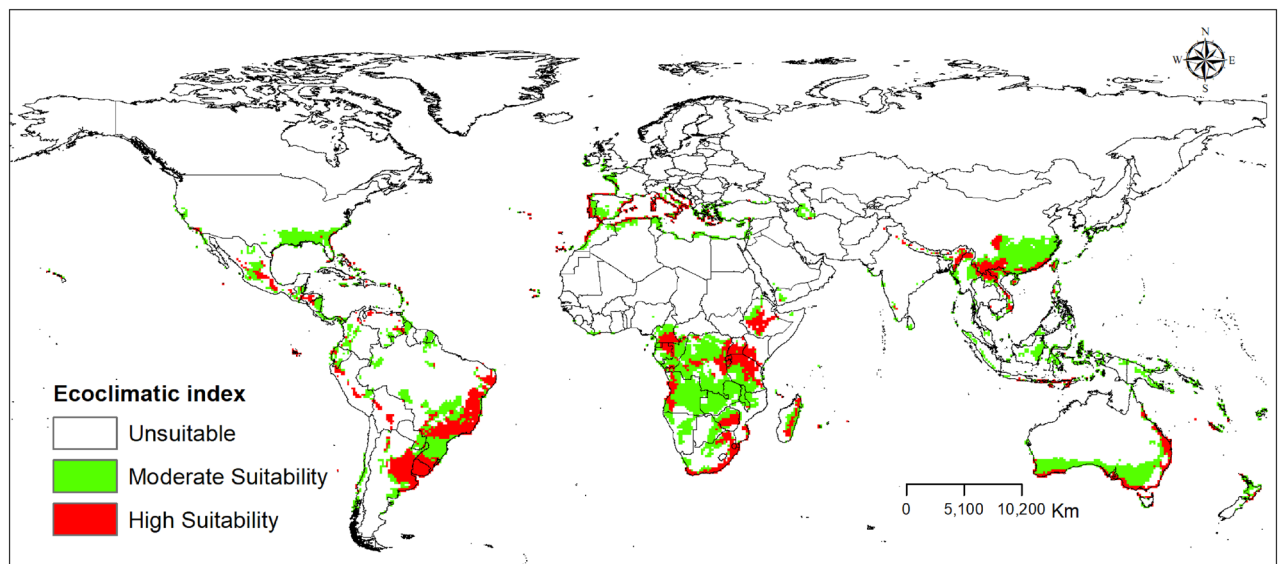 N
W E
S
Ecoclimatic index
Unsuitable
Moderate Suitability
High Suitability
0 5,100 10,200 Km